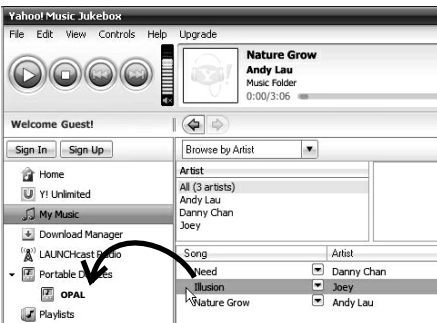 Yahoo! Music Jukebox
File Edit View Controls Help Upgrade
Nature Grow
Andy Lau
Music Folder
0:00/3:06
Welcome Guest!
Sign In Sign Up
Browse by Artist
Home
Y! Unlimited
My Music
Download Manager
LAUNCHcast Radio
Portable Devices
OPAL
Playlists
Artist
All (3 artists)
Andy Lau
Danny Chan
Joey
Song Artist
Need Danny Chan
Illusion Joey
Nature Grow Andy Lau